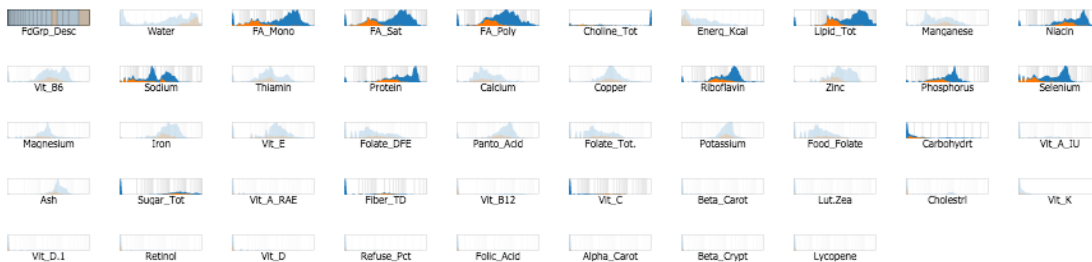 FdGrp_Desc Water FA_Mono FA_Sat FA_Poly Choline_Tot Energ_Kcal Lipid_Tot Manganese Niacin
Vit_B6 Sodium Thiamin Protein Calcium Copper Riboflavin Zinc Phosphorus Selenium
Magnesium Iron Vit_E Folate_DFE Panto_Acid Folate_Tot. Potassium Food_Folate Carbohydrt Vit_A_IU
Ash Sugar_Tot Vit_A_RAE Fiber_TD Vit_B12 Vit_C Beta_Carot Lut.Zea Cholestrl Vit_K
Vit_D.1 Retinol Vit_D Refuse_Pct Folic_Acid Alpha_Carot Beta_Crypt Lycopene